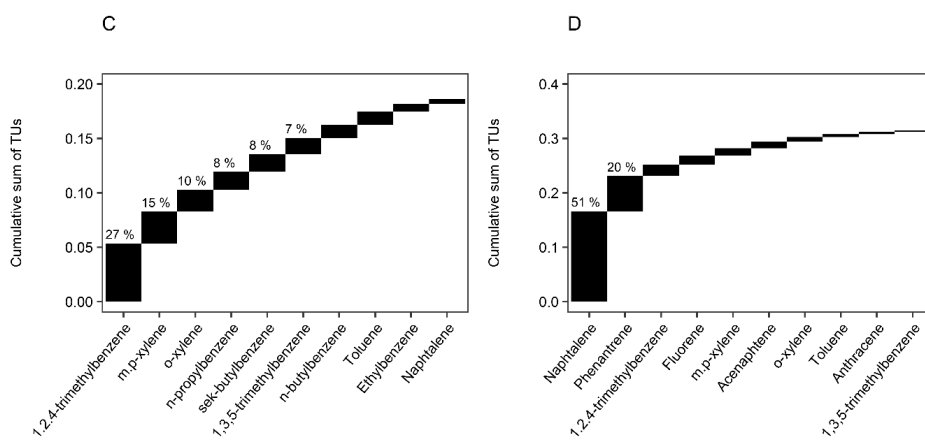 C
Cumulative sum of TUs
0.20
0.15
0.10
0.05
0.00
27 %
15 %
10 %
8 %
8 %
7 %
1.2.4-trimethylbenzene
m.p-xylene
o-xylene
n-propylbenzene
sek-butylbenzene
1,3,5-trimethylbenzene
n-butylbenzene
Toluene
Ethylbenzene
Naphtalene
D
Cumulative sum of TUs
0.4
0.3
0.2
0.1
0.0
51 %
20 %
Naphtalene
Phenantrene
1.2.4-trimethylbenzene
Fluorene
m.p-xylene
Acenaphtene
o-xylene
Toluene
Anthracene
1,3,5-trimethylbenzene